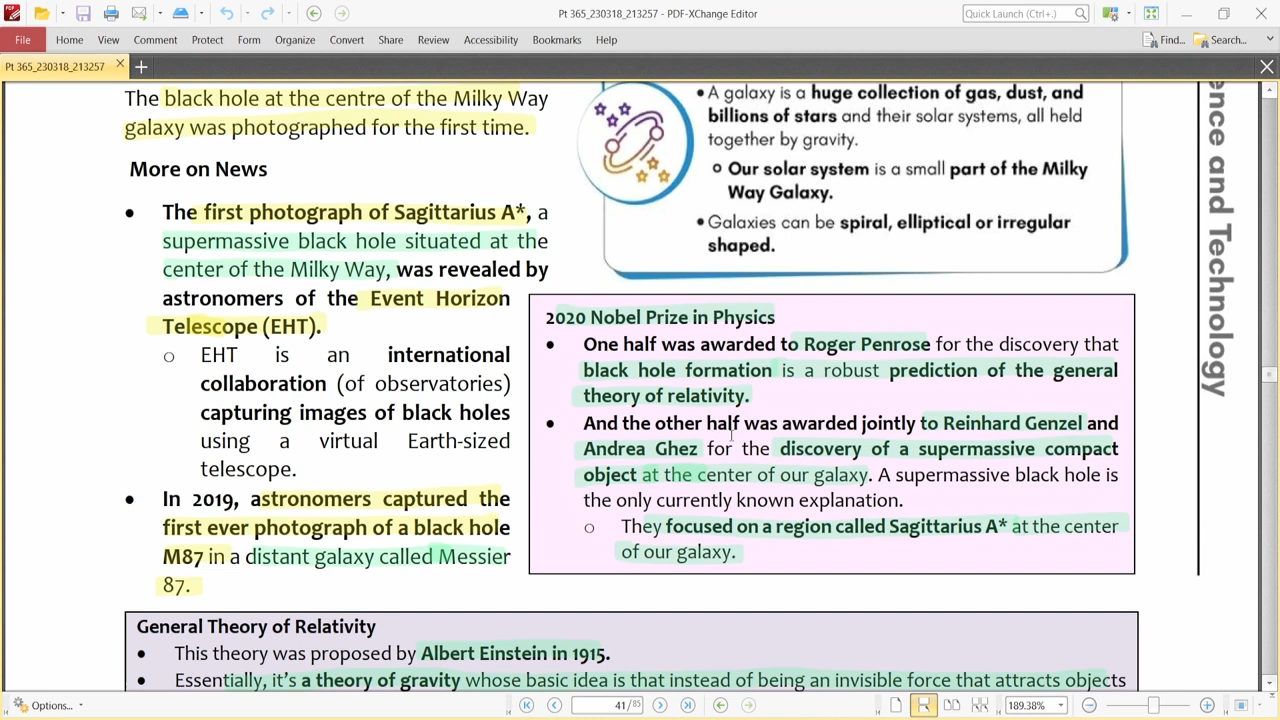 Pt 365_230318_213257 - PDF-XChange Editor
Quick Launch (Ctrl+.)
File Home View Comment Protect Form Organize Convert Share Review Accessibility Bookmarks Help
Find... Search...
Pt 365_230318_213257
The black hole at the centre of the Milky Way
galaxy was photographed for the first time.
More on News
• The first photograph of Sagittarius A*, a
supermassive black hole situated at the
center of the Milky Way, was revealed by
astronomers of the Event Horizon
Telescope (EHT).
o EHT is an international
collaboration (of observatories)
capturing images of black holes
using a virtual Earth-sized
telescope.
• In 2019, astronomers captured the
first ever photograph of a black hole
M87 in a distant galaxy called Messier
87.
• A galaxy is a huge collection of gas, dust, and
billions of stars and their solar systems, all held
together by gravity.
o Our solar system is a small part of the Milky
Way Galaxy.
• Galaxies can be spiral, elliptical or irregular
shaped.
2020 Nobel Prize in Physics
• One half was awarded to Roger Penrose for the discovery that
black hole formation is a robust prediction of the general
theory of relativity.
• And the other half was awarded jointly to Reinhard Genzel and
Andrea Ghez for the discovery of a supermassive compact
object at the center of our galaxy. A supermassive black hole is
the only currently known explanation.
o They focused on a region called Sagittarius A* at the center
of our galaxy.
ence and Technology
General Theory of Relativity
• This theory was proposed by Albert Einstein in 1915.
• Essentially, it's a theory of gravity whose basic idea is that instead of being an invisible force that attracts objects
Options...
41 / 85
189.38%